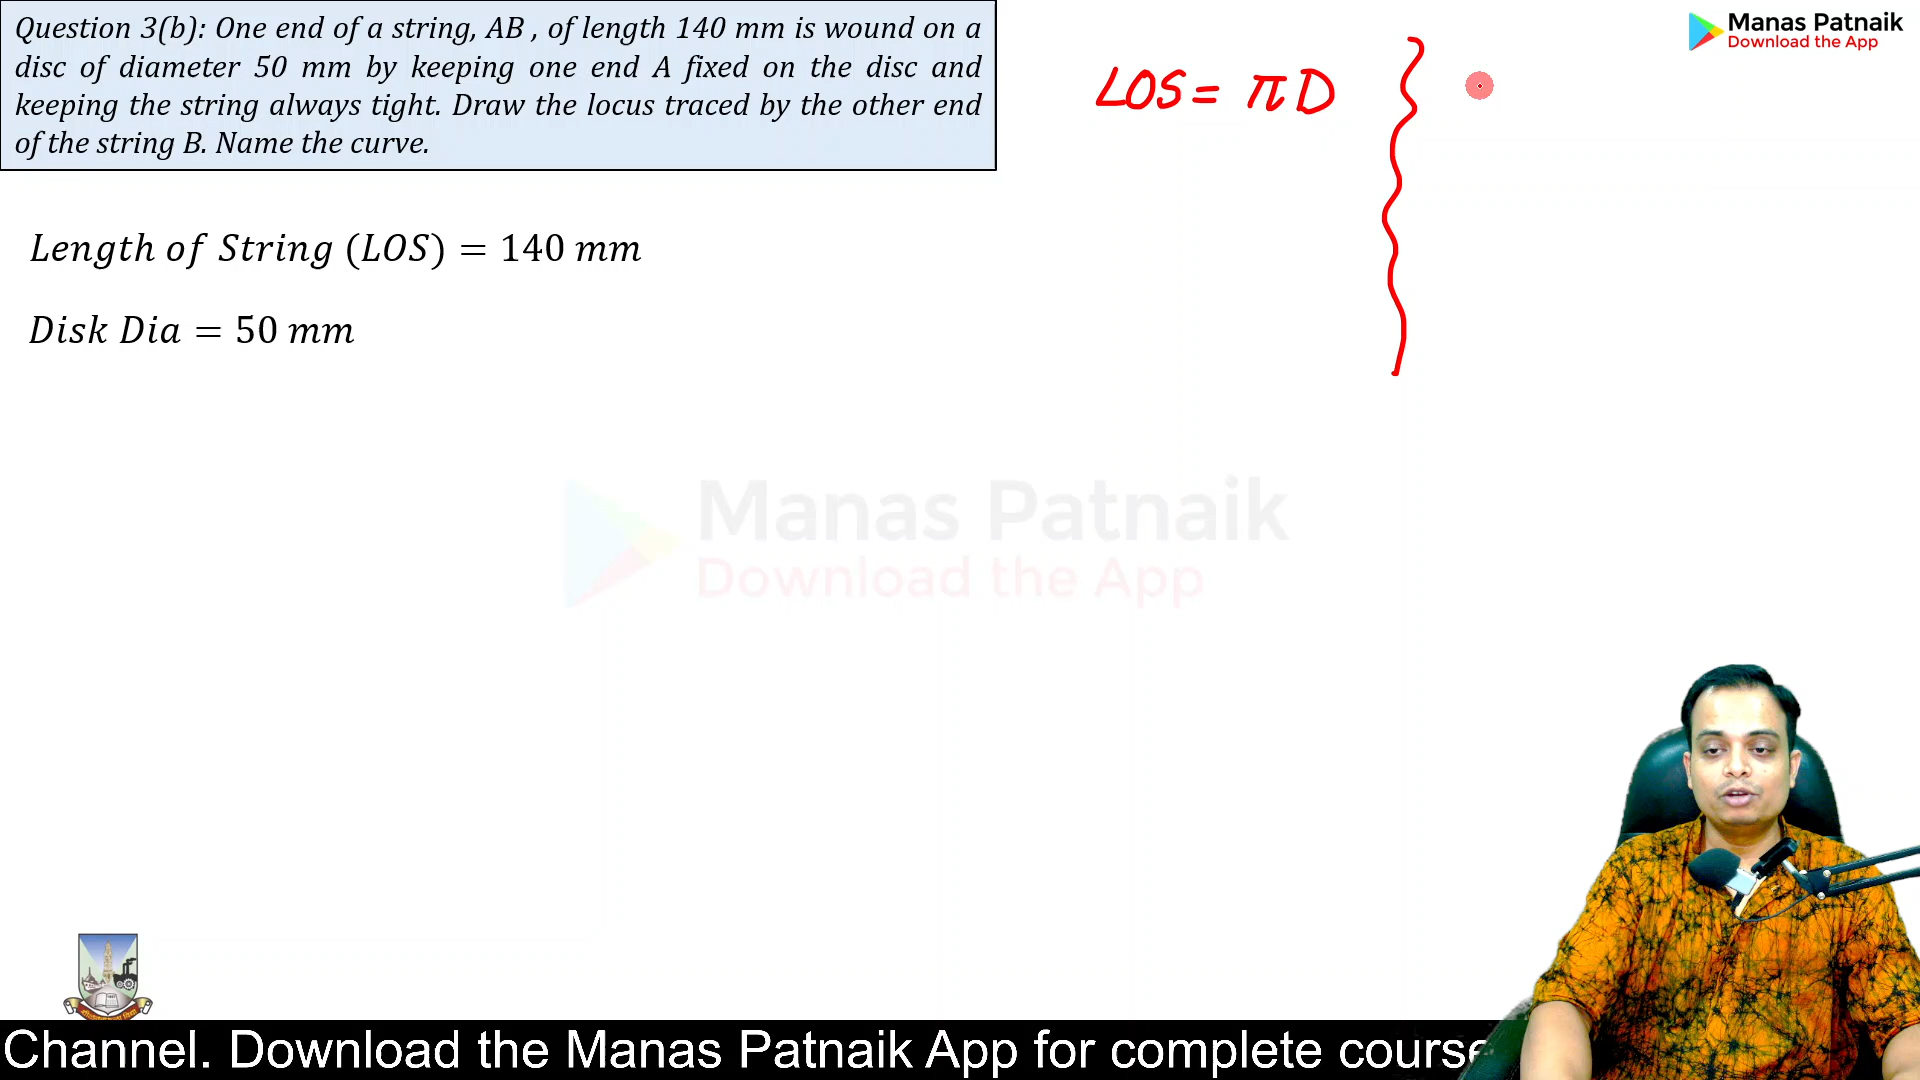 Question 3(b): One end of a string, AB , of length 140 mm is wound on a
disc of diameter 50 mm by keeping one end A fixed on the disc and
keeping the string always tight. Draw the locus traced by the other end
of the string B. Name the curve.
LOS = πD
Manas Patnaik
Download the App
Length of String (LOS) = 140 mm
Disk Dia = 50 mm
Manas Patnaik
Download the App
Channel. Download the Manas Patnaik App for complete course